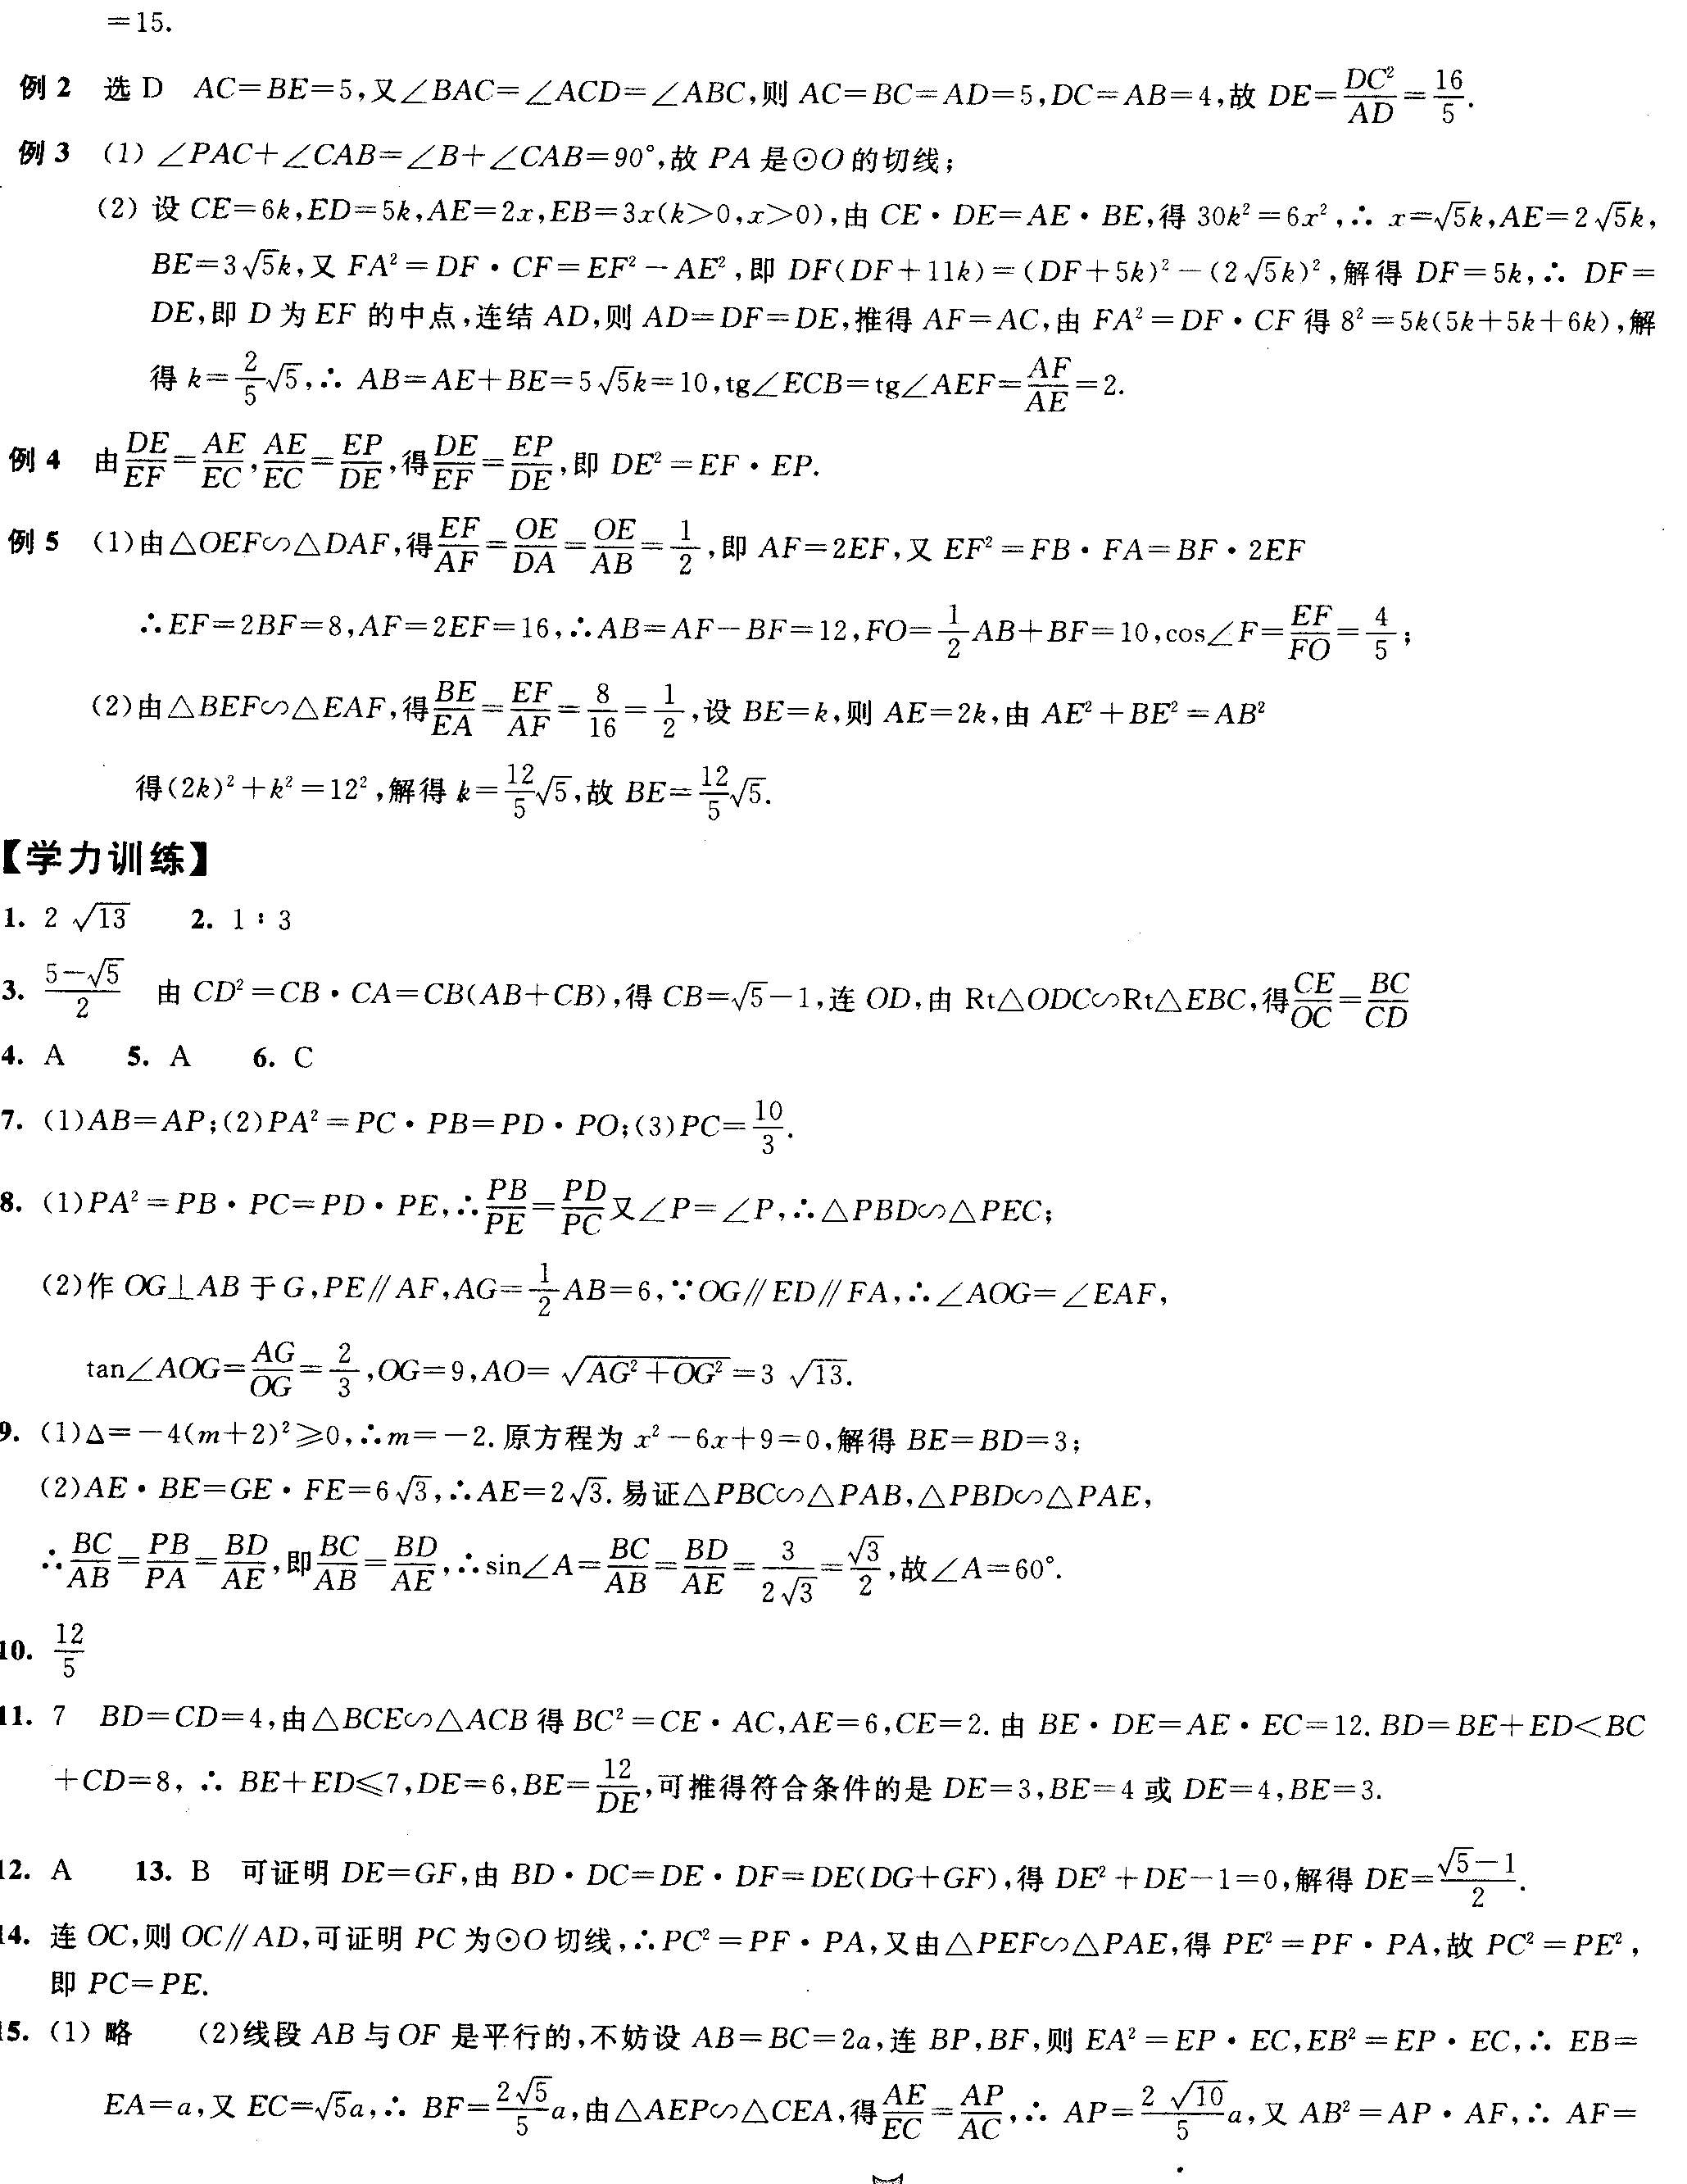 =15.
例2 选 D AC=BE=5,又∠BAC=∠ACD=∠ABC,则 AC=BC=AD=5,DC=AB=4,故 DE=DC²/AD=16/5.
例3 (1) ∠PAC+∠CAB=∠B+∠CAB=90°,故 PA 是⊙O 的切线;
(2) 设 CE=6k,ED=5k,AE=2x,EB=3x(k>0,x>0),由 CE·DE=AE·BE,得 30k²=6x²,∴ x=√5k,AE=2√5k,
BE=3√5k,又 FA²=DF·CF=EF²-AE²,即 DF(DF+11k)=(DF+5k)²-(2√5k)²,解得 DF=5k,∴ DF=
DE,即 D 为 EF 的中点,连结 AD,则 AD=DF=DE,推得 AF=AC,由 FA²=DF·CF 得 8²=5k(5k+5k+6k),解
得 k=2/5√5,∴ AB=AE+BE=5√5k=10,tg∠ECB=tg∠AEF=AF/AE=2.
例4 由DE/EF=AE/EC,AE/EC=EP/DE,得DE/EF=EP/DE,即 DE²=EF·EP.
例5 (1)由△OEF∽△DAF,得EF/AF=OE/DA=OE/AB=1/2,即 AF=2EF,又 EF²=FB·FA=BF·2EF
∴EF=2BF=8,AF=2EF=16,∴AB=AF-BF=12,FO=1/2AB+BF=10,cos∠F=EF/FO=4/5;
(2)由△BEF∽△EAF,得BE/EA=EF/AF=8/16=1/2,设 BE=k,则 AE=2k,由 AE²+BE²=AB²
得(2k)²+k²=12²,解得 k=12/5√5,故 BE=12/5√5.
【学力训练】
1. 2√13 2. 1∶3
3. (5-√5)/2 由 CD²=CB·CA=CB(AB+CB),得 CB=√5-1,连 OD,由 Rt△ODC∽Rt△EBC,得CE/OC=BC/CD
4. A 5. A 6. C
7. (1)AB=AP;(2)PA²=PC·PB=PD·PO;(3)PC=10/3.
8. (1)PA²=PB·PC=PD·PE,∴PB/PE=PD/PC又∠P=∠P,∴△PBD∽△PEC;
(2)作 OG⊥AB 于 G,PE∥AF,AG=1/2AB=6,∵OG∥ED∥FA,∴∠AOG=∠EAF,
tan∠AOG=AG/OG=2/3,OG=9,AO=√(AG²+OG²)=3√13.
9. (1)Δ=-4(m+2)²≥0,∴m=-2.原方程为 x²-6x+9=0,解得 BE=BD=3;
(2)AE·BE=GE·FE=6√3,∴AE=2√3.易证△PBC∽△PAB,△PBD∽△PAE,
∴BC/AB=PB/PA=BD/AE,即BC/AB=BD/AE,∴sin∠A=BC/AB=BD/AE=3/(2√3)=√3/2,故∠A=60°.
10. 12/5
11. 7 BD=CD=4,由△BCE∽△ACB 得 BC²=CE·AC,AE=6,CE=2.由 BE·DE=AE·EC=12.BD=BE+ED<BC
+CD=8, ∴ BE+ED≤7,DE=6,BE=12/DE,可推得符合条件的是 DE=3,BE=4 或 DE=4,BE=3.
12. A 13. B 可证明 DE=GF,由 BD·DC=DE·DF=DE(DG+GF),得 DE²+DE-1=0,解得 DE=(√5-1)/2.
14. 连 OC,则 OC∥AD,可证明 PC 为⊙O 切线,∴PC²=PF·PA,又由△PEF∽△PAE,得 PE²=PF·PA,故 PC²=PE²,
即 PC=PE.
15. (1) 略 (2)线段 AB 与 OF 是平行的,不妨设 AB=BC=2a,连 BP,BF,则 EA²=EP·EC,EB²=EP·EC,∴ EB=
EA=a,又 EC=√5a,∴ BF=2√5/5a,由△AEP∽△CEA,得AE/EC=AP/AC,∴ AP=2√10/5a,又 AB²=AP·AF,∴ AF=